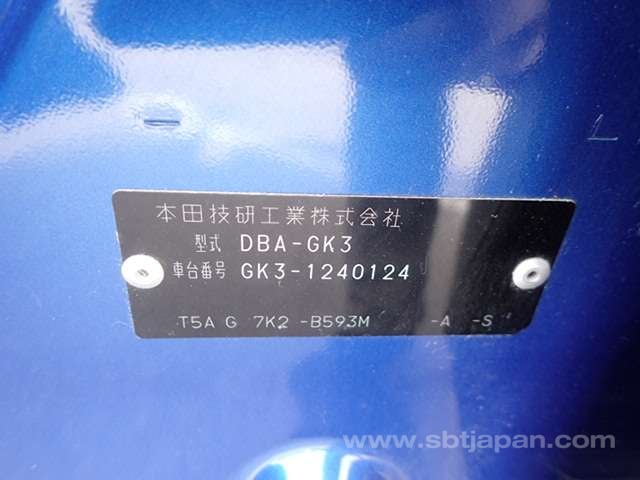 本田技研工業株式会社
型式 DBA-GK3
車台番号 GK3-1240124
T5A G 7K2 -B593M -A -S
www.sbtjapan.com